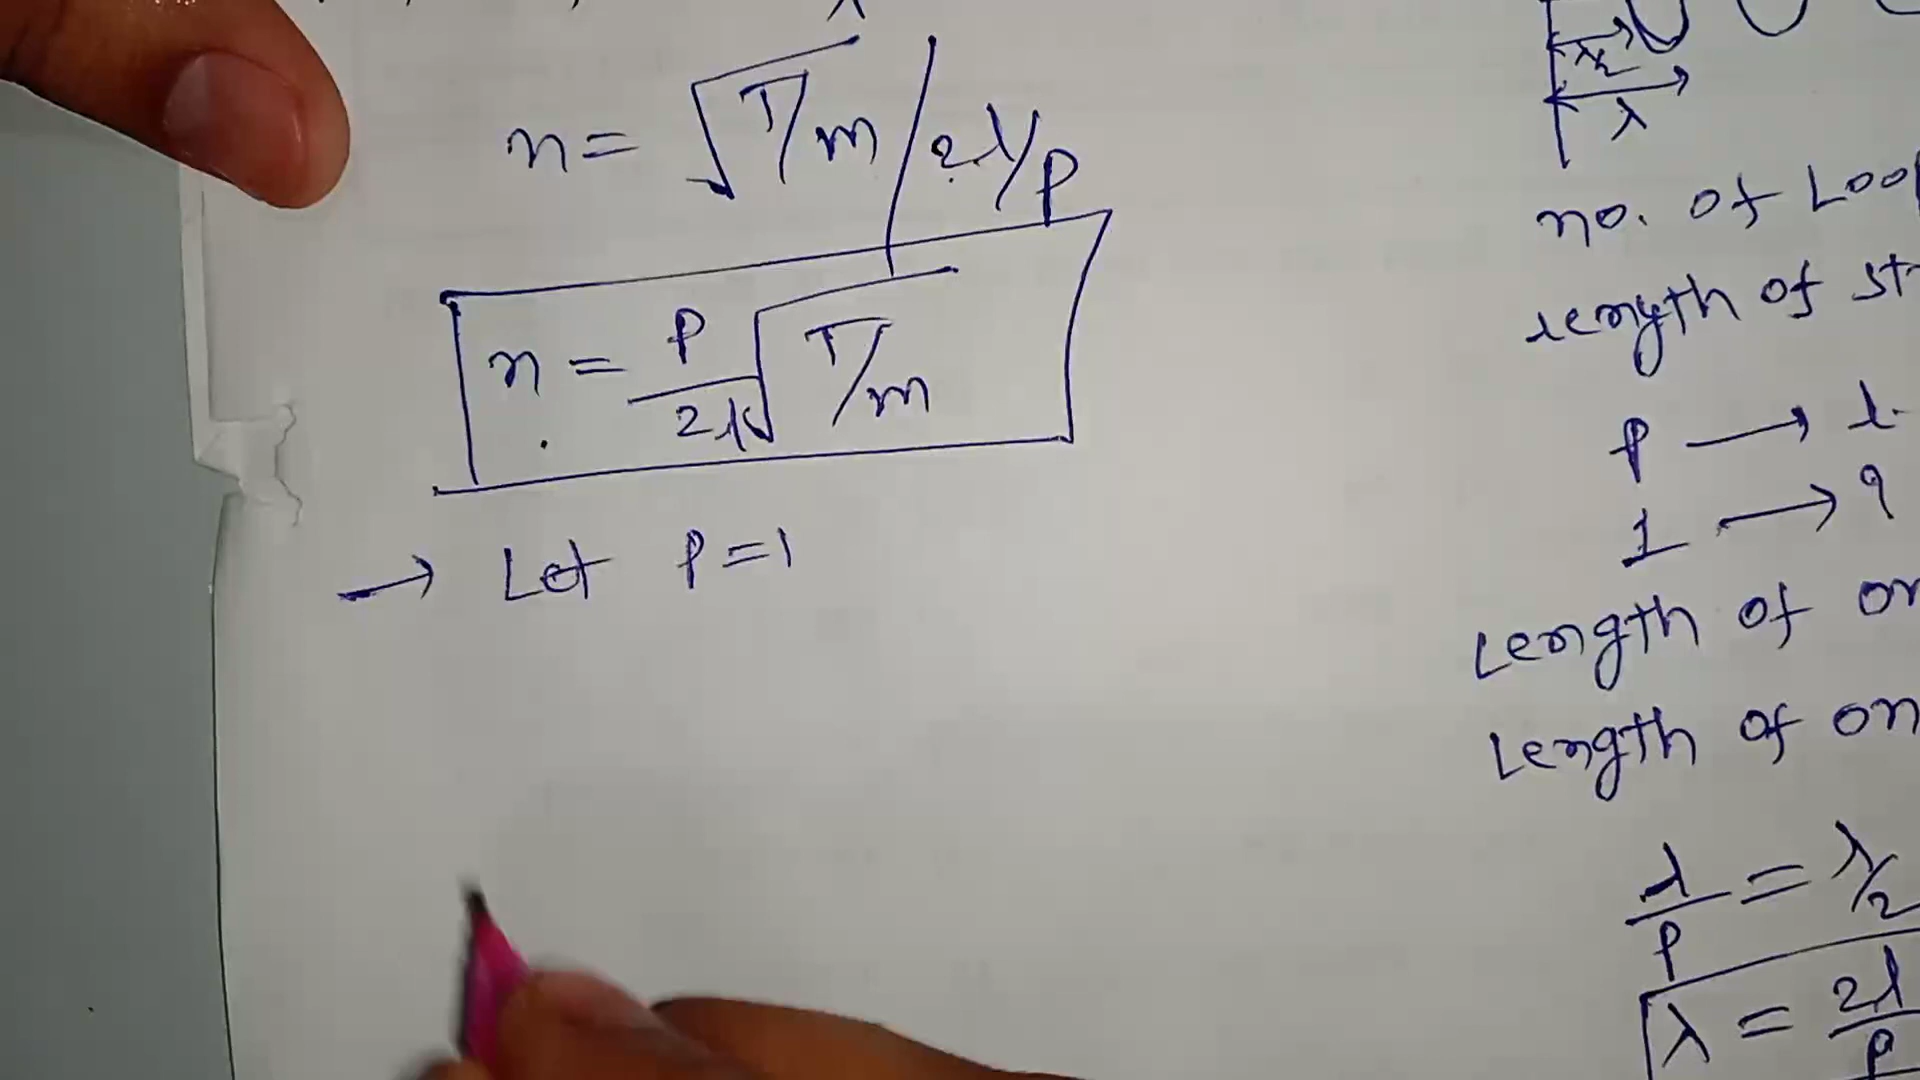 n = √T/m / 2l/p
n = P/2l √T/m
→ Let P=1
λ/2
λ
no. of Loop
length of st
P → l
1 → ?
Length of on
Length of on
l/P = λ/2
λ = 2l/P